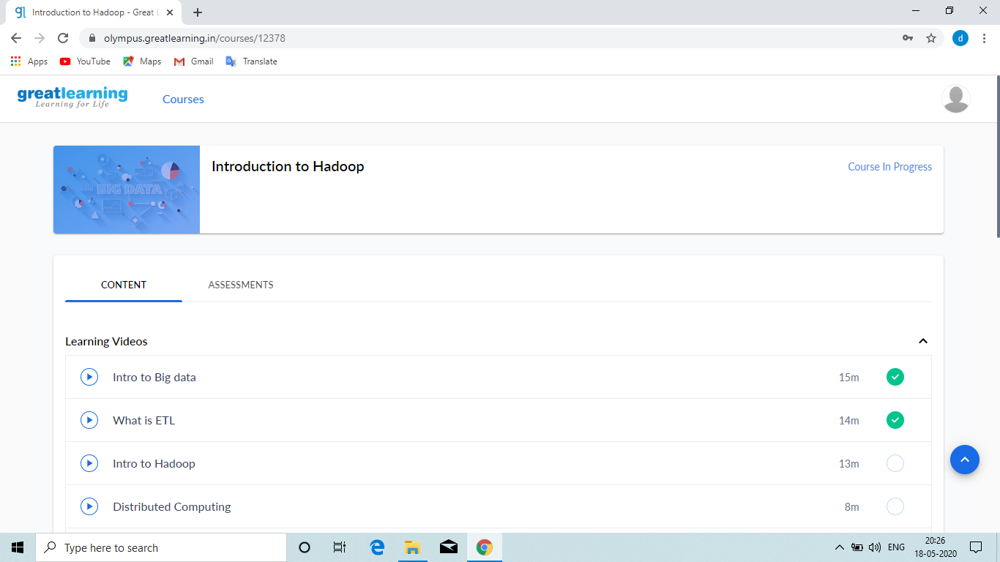 Introduction to Hadoop - Great L
olympus.greatlearning.in/courses/12378
d
Apps YouTube Maps Gmail Translate
greatlearning
Learning for Life
Courses
BIG DATA
Introduction to Hadoop
Course In Progress
CONTENT ASSESSMENTS
Learning Videos
Intro to Big data 15m
What is ETL 14m
Intro to Hadoop 13m
Distributed Computing 8m
Type here to search
ENG
20:26
18-05-2020